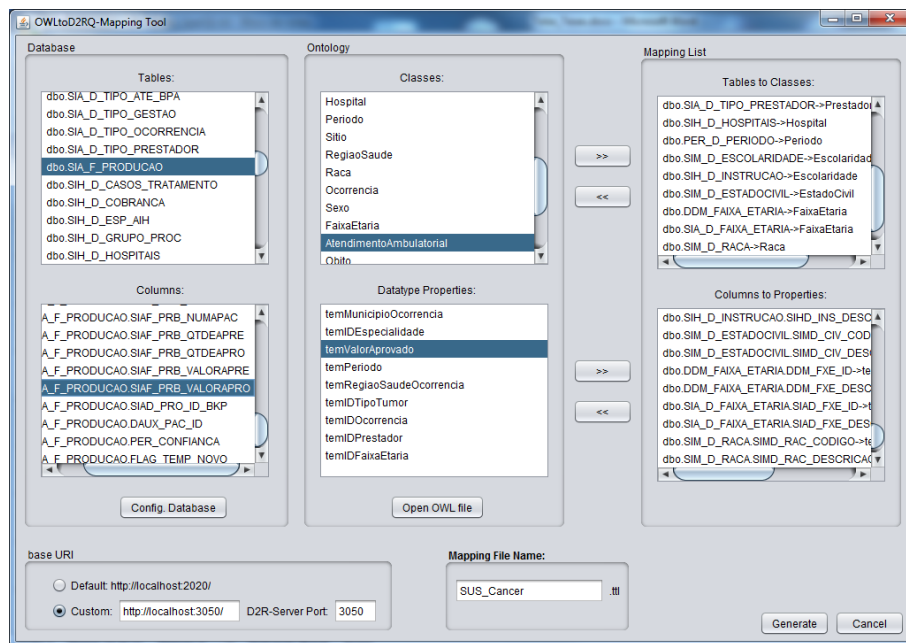 OWLtoD2RQ-Mapping Tool
Database
Tables:
dbo.SIA_D_TIPO_ATE_BPA
dbo.SIA_D_TIPO_GESTAO
dbo.SIA_D_TIPO_OCORRENCIA
dbo.SIA_D_TIPO_PRESTADOR
dbo.SIA_F_PRODUCAO
dbo.SIH_D_CASOS_TRATAMENTO
dbo.SIH_D_COBRANCA
dbo.SIH_D_ESP_AIH
dbo.SIH_D_GRUPO_PROC
dbo.SIH_D_HOSPITAIS
Columns:
A_F_PRODUCAO.SIAF_PRB_NUMAPAC
A_F_PRODUCAO.SIAF_PRB_QTDEAPRE
A_F_PRODUCAO.SIAF_PRB_QTDEAPRO
A_F_PRODUCAO.SIAF_PRB_VALORAPRE
A_F_PRODUCAO.SIAF_PRB_VALORAPRO
A_F_PRODUCAO.SIAD_PRO_ID_BKP
A_F_PRODUCAO.DAUX_PAC_ID
A_F_PRODUCAO.PER_CONFIANCA
A_F_PRODUCAO.FLAG_TEMP_NOVO
Config. Database
Ontology
Classes:
Hospital
Periodo
Sitio
RegiaoSaude
Raca
Ocorrencia
Sexo
FaixaEtaria
AtendimentoAmbulatorial
Obito
Datatype Properties:
temMunicipioOcorrencia
temIDEspecialidade
temValorAprovado
temPeriodo
temRegiaoSaudeOcorrencia
temIDTipoTumor
temIDOcorrencia
temIDPrestador
temIDFaixaEtaria
Open OWL file
>>
<<
>>
<<
Mapping List
Tables to Classes:
dbo.SIA_D_TIPO_PRESTADOR->Prestador
dbo.SIH_D_HOSPITAIS->Hospital
dbo.PER_D_PERIODO->Periodo
dbo.SIM_D_ESCOLARIDADE->Escolaridad
dbo.SIH_D_INSTRUCAO->Escolaridade
dbo.SIM_D_ESTADOCIVIL->EstadoCivil
dbo.DDM_FAIXA_ETARIA->FaixaEtaria
dbo.SIA_D_FAIXA_ETARIA->FaixaEtaria
dbo.SIM_D_RACA->Raca
Columns to Properties:
dbo.SIH_D_INSTRUCAO.SIHD_INS_DESC
dbo.SIM_D_ESTADOCIVIL.SIMD_CIV_COD
dbo.SIM_D_ESTADOCIVIL.SIMD_CIV_DES
dbo.DDM_FAIXA_ETARIA.DDM_FXE_ID->te
dbo.DDM_FAIXA_ETARIA.DDM_FXE_DESC
dbo.SIA_D_FAIXA_ETARIA.SIAD_FXE_ID->t
dbo.SIA_D_FAIXA_ETARIA.SIAD_FXE_DES
dbo.SIM_D_RACA.SIMD_RAC_CODIGO->te
dbo.SIM_D_RACA.SIMD_RAC_DESCRICAO
base URI
Default: http://localhost:2020/
Custom: http://localhost:3050/ D2R-Server Port: 3050
Mapping File Name:
SUS_Cancer .ttl
Generate Cancel